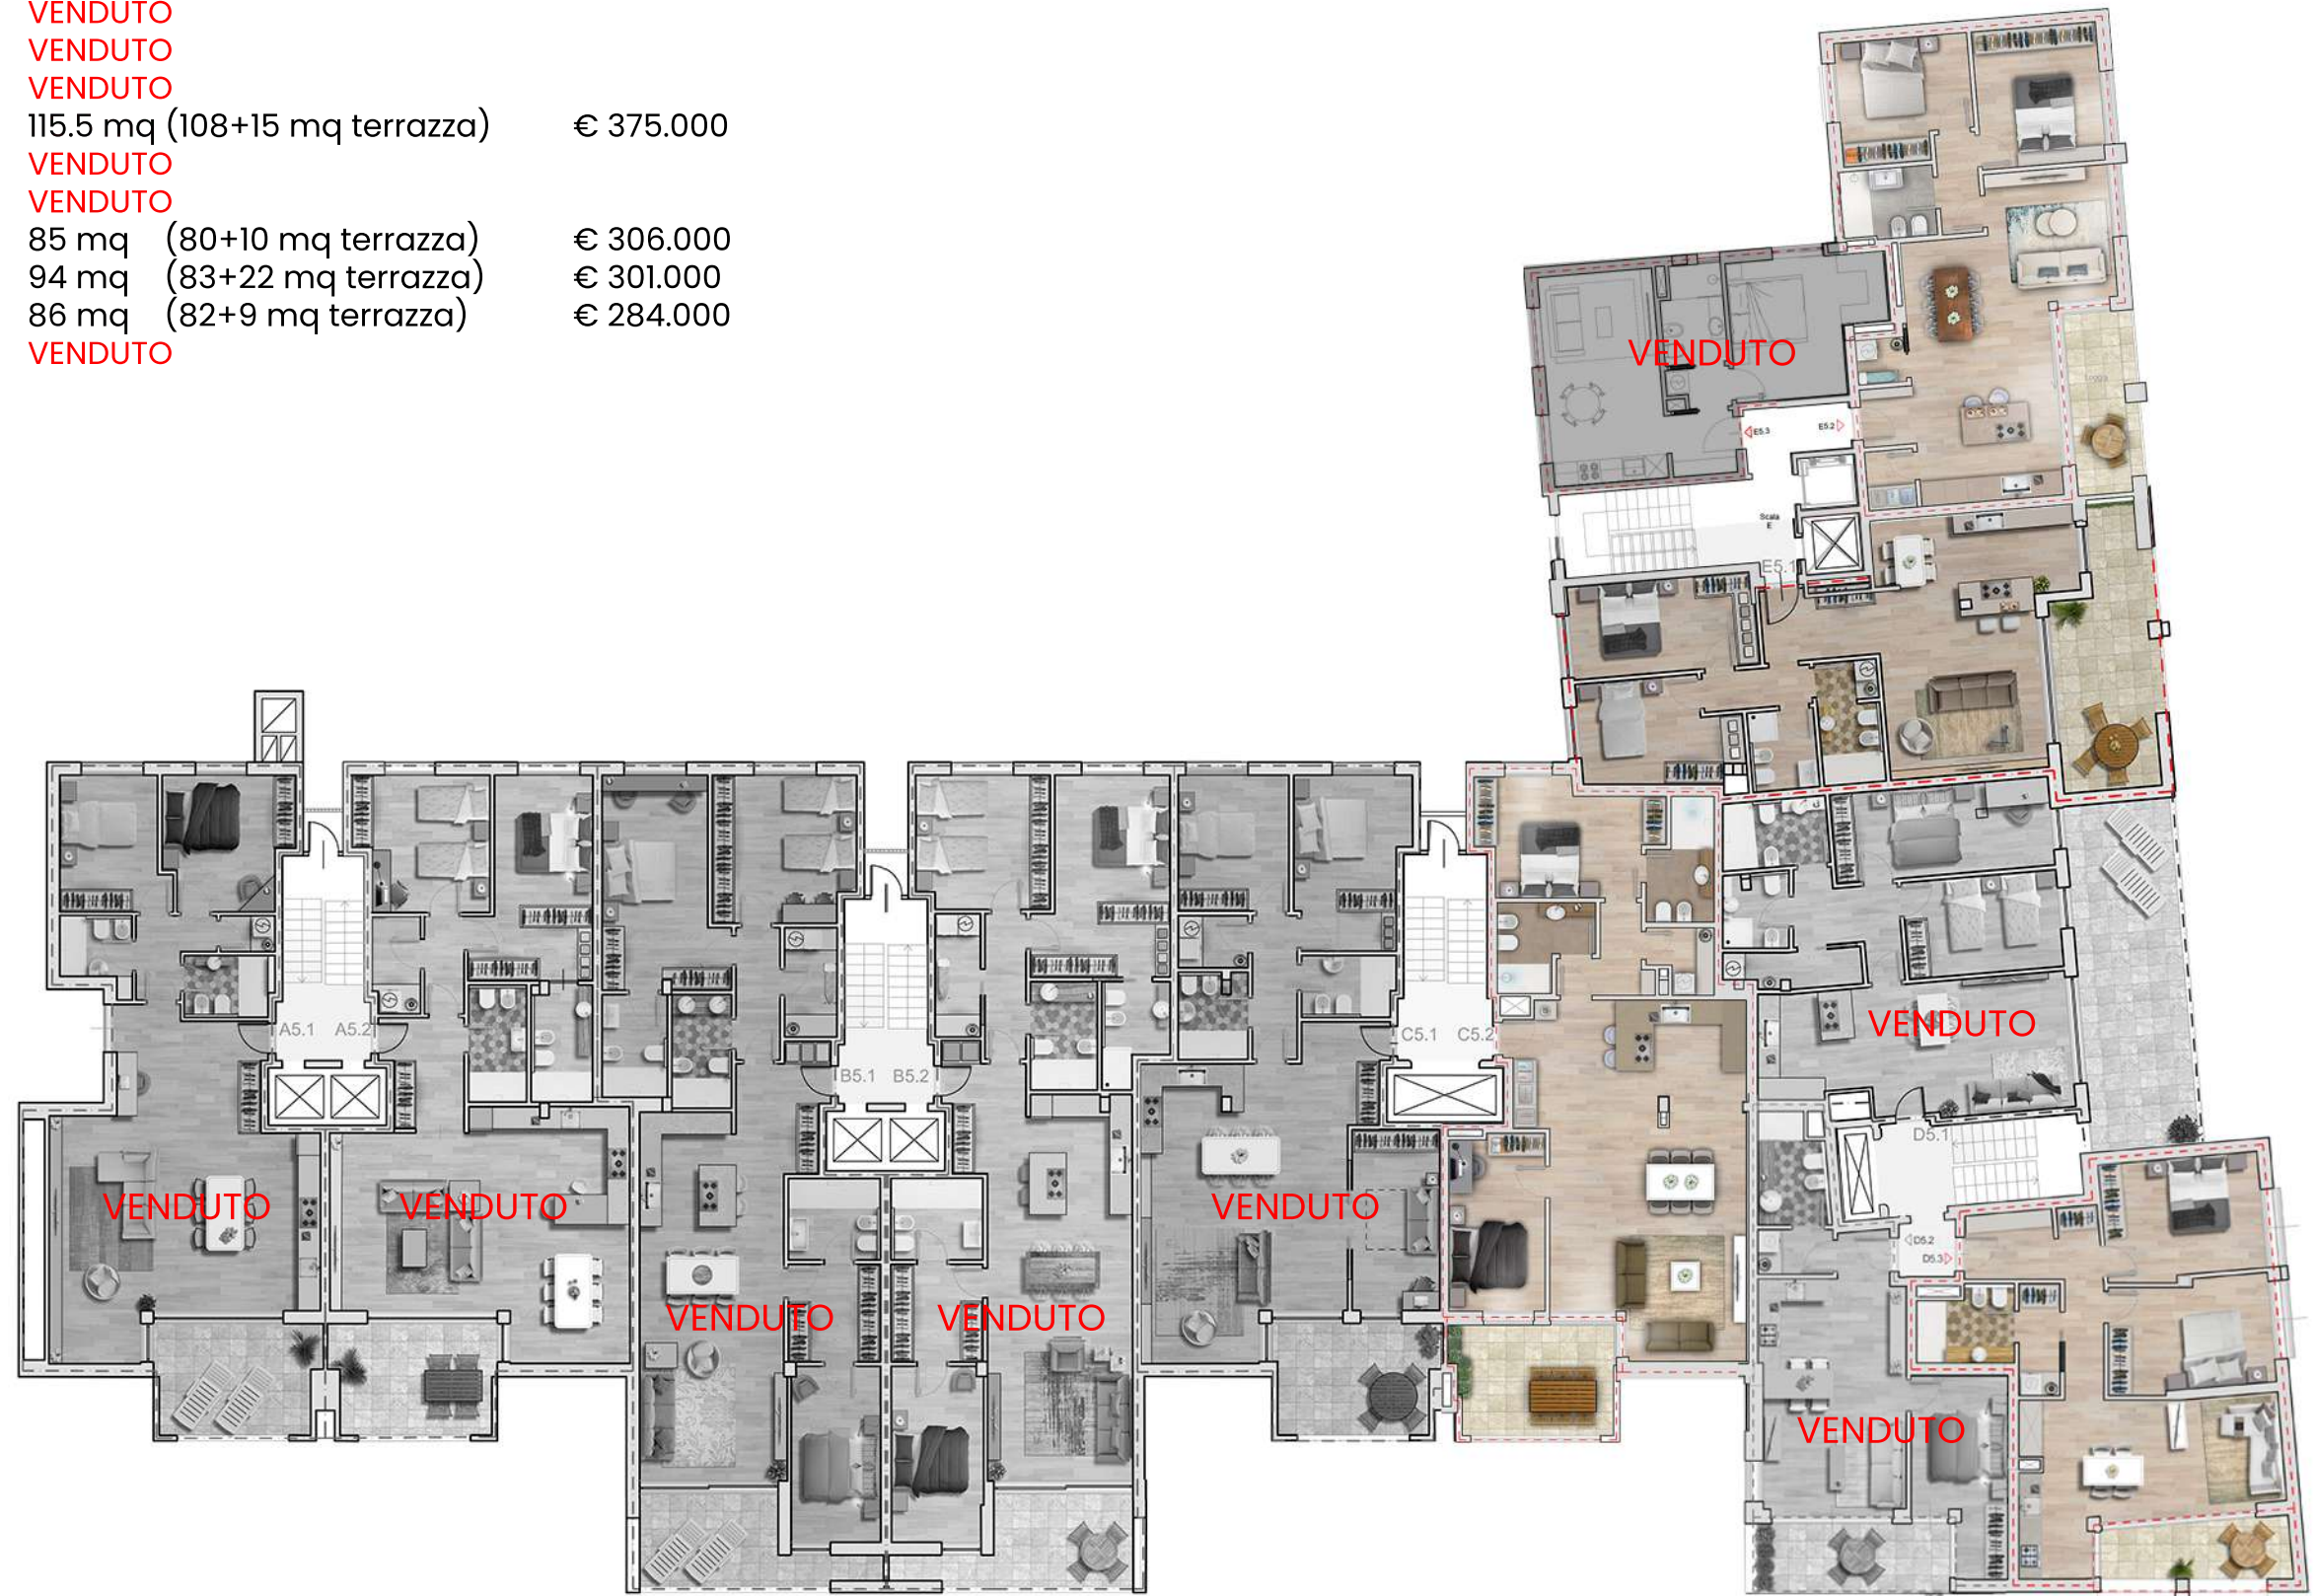 VENDUTO
VENDUTO
VENDUTO
115.5 mq (108+15 mq terrazza) € 375.000
VENDUTO
VENDUTO
85 mq (80+10 mq terrazza) € 306.000
94 mq (83+22 mq terrazza) € 301.000
86 mq (82+9 mq terrazza) € 284.000
VENDUTO
VENDUTO
E5.3 E5.2
Scala
E
E5.1
A5.1 A5.2
B5.1 B5.2
C5.1 C5.2
VENDUTO
D5.1
VENDUTO
VENDUTO
VENDUTO
D5.2
D5.3
VENDUTO
VENDUTO
VENDUTO